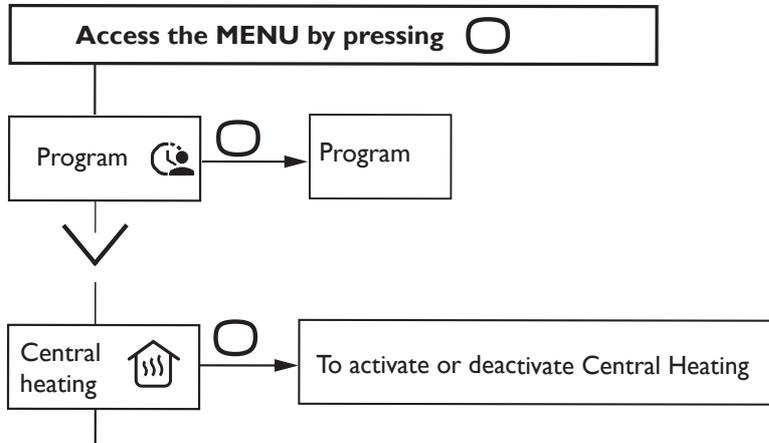 Access the MENU by pressing
Program
Program
Central
heating
To activate or deactivate Central Heating